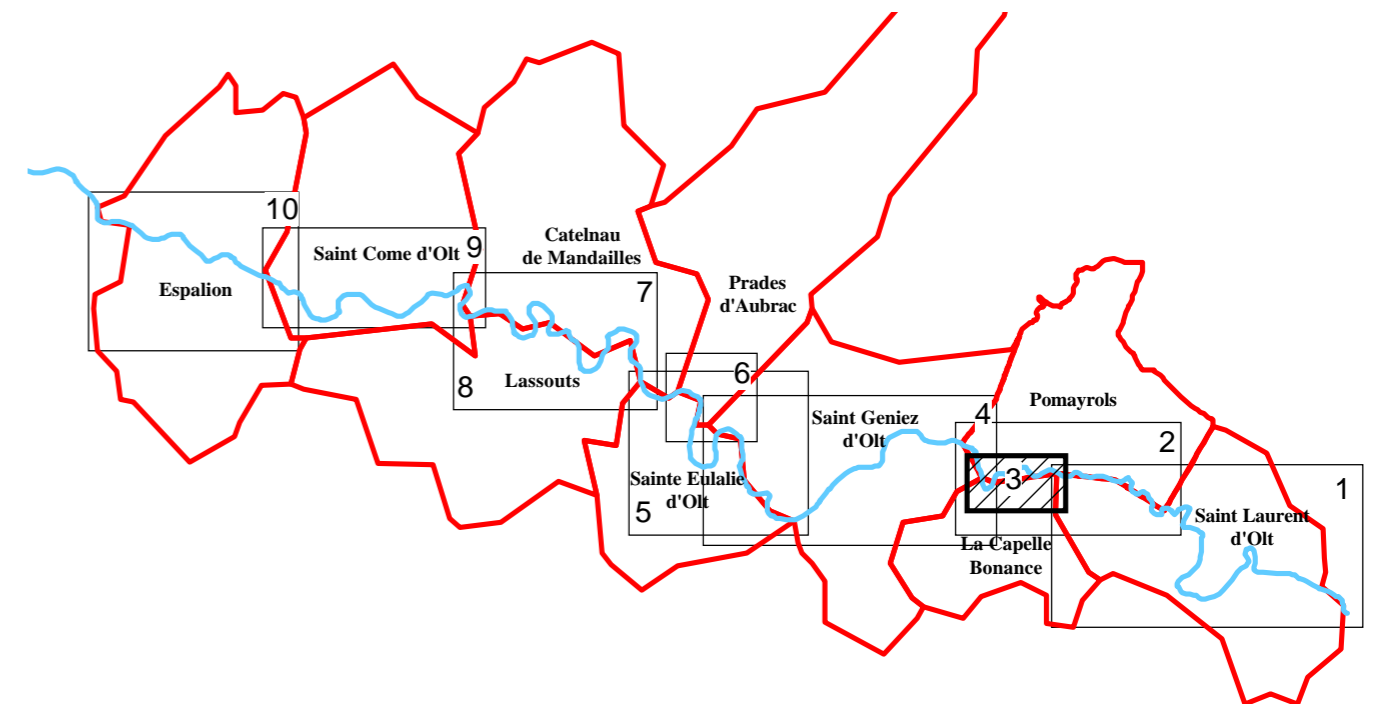 10
Saint Come d'Olt
9
Catelnau
de Mandailles
Espalion
7
Prades
d'Aubrac
8
Lassouts
6
Pomayrols
Saint Geniez
d'Olt
4
2
3
1
Sainte Eulalie
d'Olt
5
Saint Laurent
d'Olt
La Capelle
Bonance